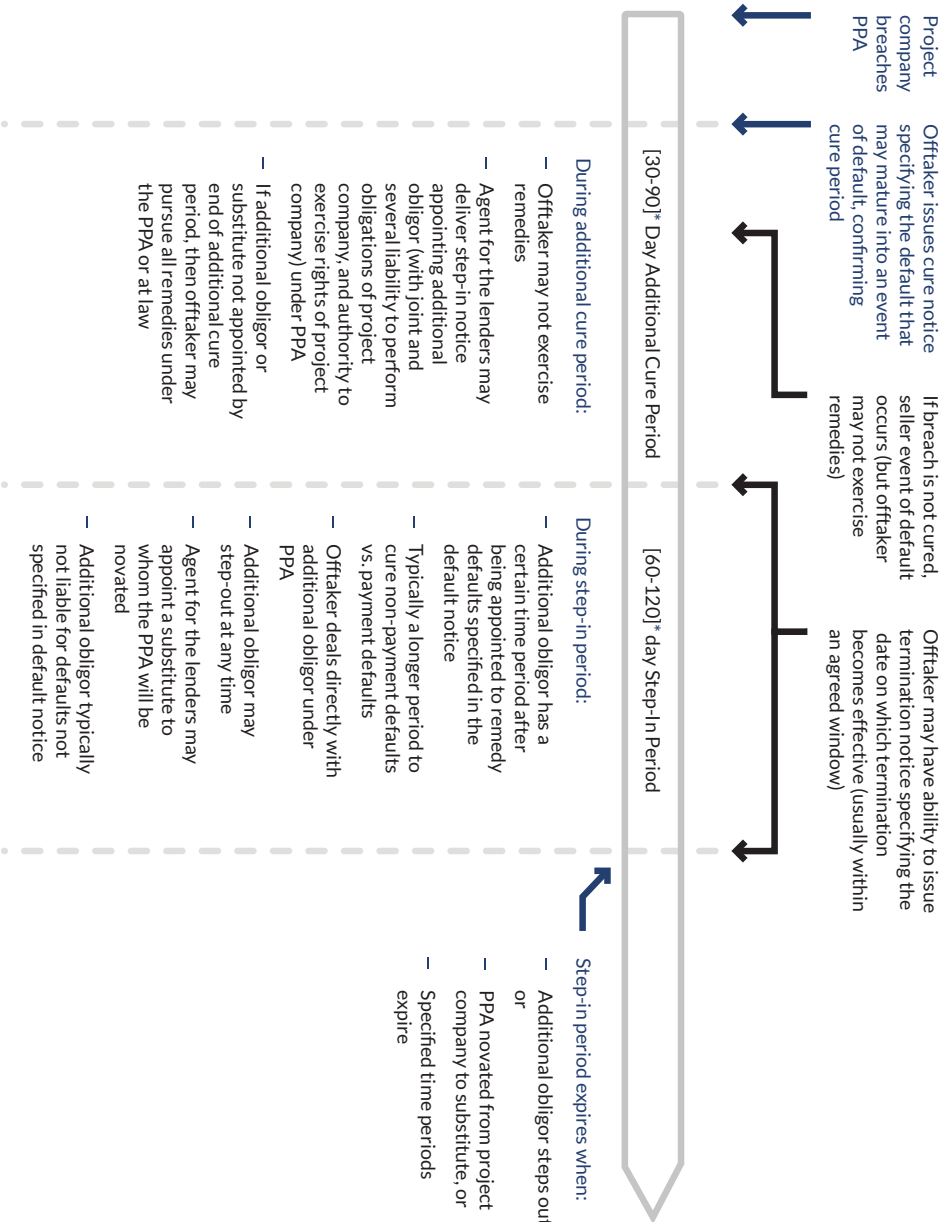 Project
company
breaches
PPA
Offtaker issues cure notice
specifying the default that
may mature into an event
of default, confirming
cure period
If breach is not cured,
seller event of default
occurs (but offtaker
may not exercise
remedies)
Offtaker may have ability to issue
termination notice specifying the
date on which termination
becomes effective (usually within
an agreed window)
[30-90]* Day Additional Cure Period
[60-120]* day Step-In Period
During additional cure period:
– Offtaker may not exercise
remedies
– Agent for the lenders may
deliver step-in notice
appointing additional
obligor (with joint and
several liability to perform
obligations of project
company, and authority to
exercise rights of project
company) under PPA
– If additional obligor or
substitute not appointed by
end of additional cure
period, then offtaker may
pursue all remedies under
the PPA or at law
During step-in period:
– Additional obligor has a
certain time period after
being appointed to remedy
defaults specified in the
default notice
– Typically a longer period to
cure non-payment defaults
vs. payment defaults
– Offtaker deals directly with
additional obligor under
PPA
– Additional obligor may
step-out at any time
– Agent for the lenders may
appoint a substitute to
whom the PPA will be
novated
– Additional obligor typically
not liable for defaults not
specified in default notice
Step-in period expires when:
– Additional obligor steps out
or
– PPA novated from project
company to substitute, or
– Specified time periods
expire